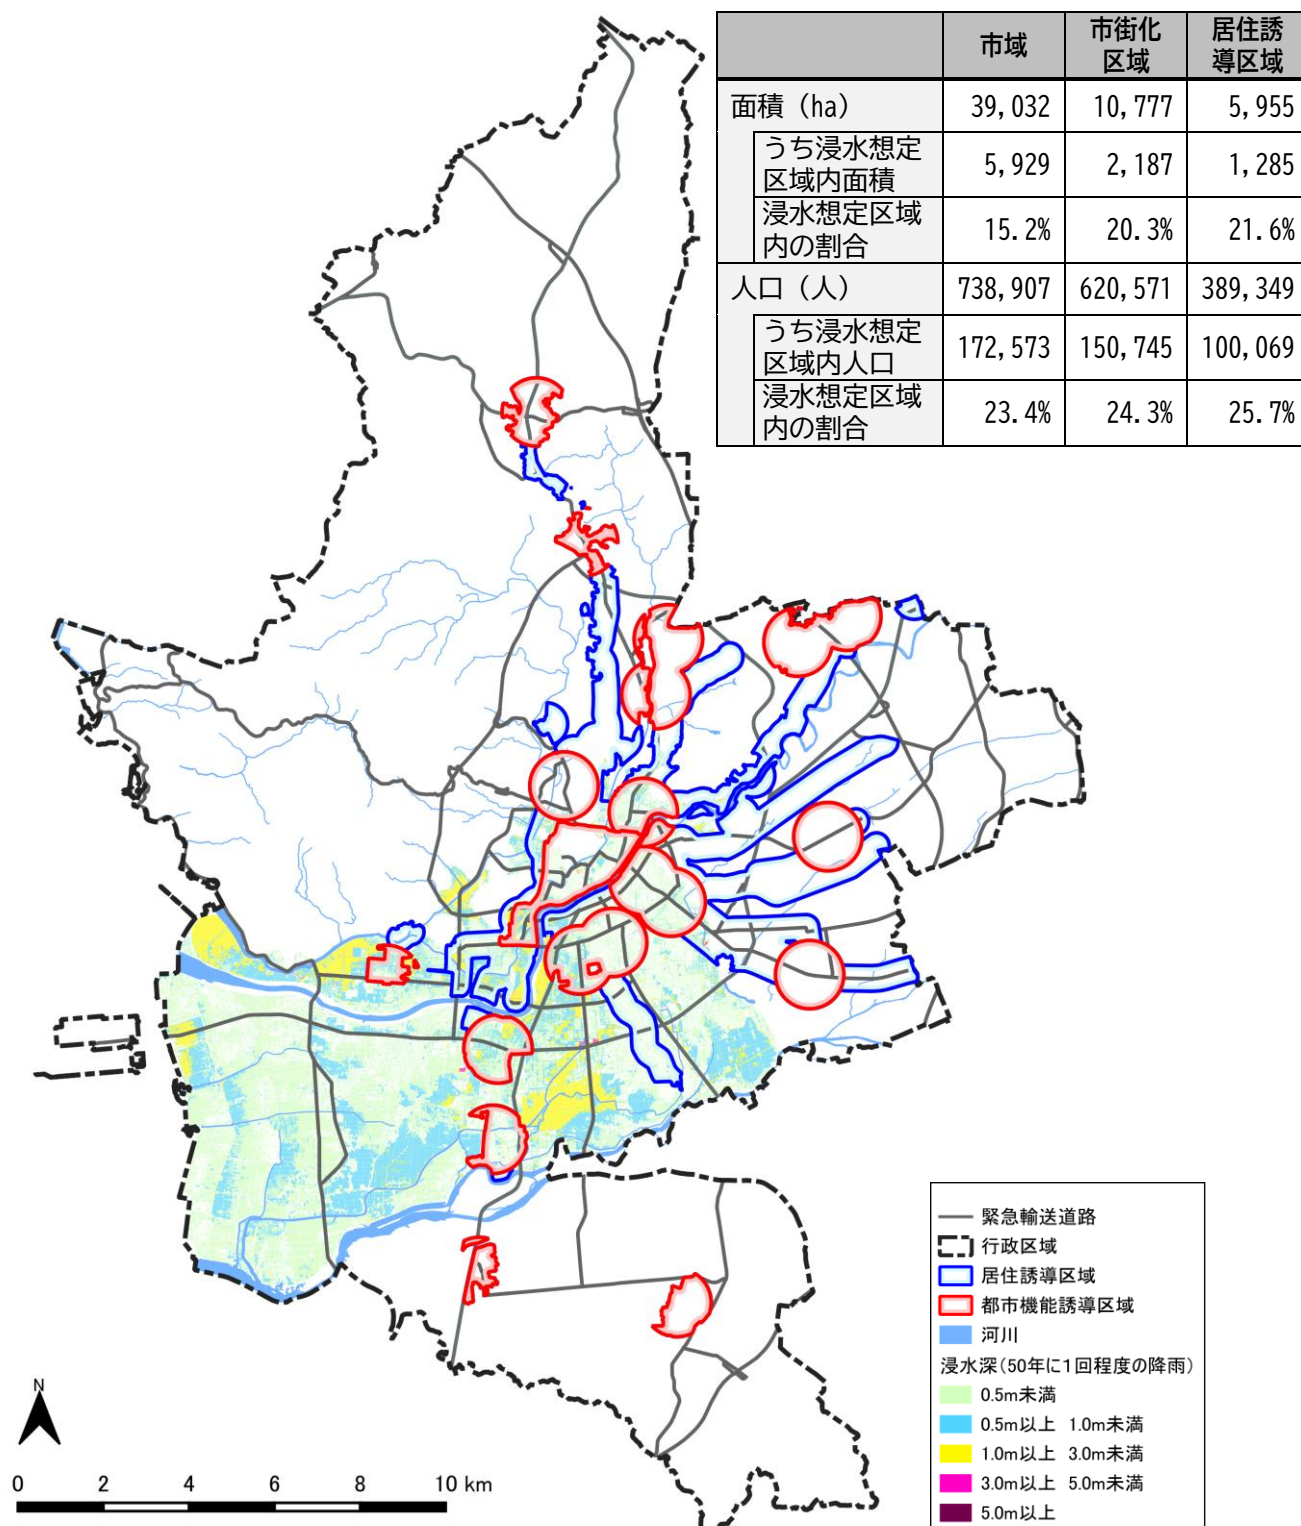 市域 市街化区域 居住誘導区域
面積（ha） 39,032 10,777 5,955
うち浸水想定区域内面積 5,929 2,187 1,285
浸水想定区域内の割合 15.2% 20.3% 21.6%
人口（人） 738,907 620,571 389,349
うち浸水想定区域内人口 172,573 150,745 100,069
浸水想定区域内の割合 23.4% 24.3% 25.7%
緊急輸送道路
行政区域
居住誘導区域
都市機能誘導区域
河川
浸水深(50年に1回程度の降雨)
0.5m未満
0.5m以上 1.0m未満
1.0m以上 3.0m未満
3.0m以上 5.0m未満
5.0m以上
N
0 2 4 6 8 10 km